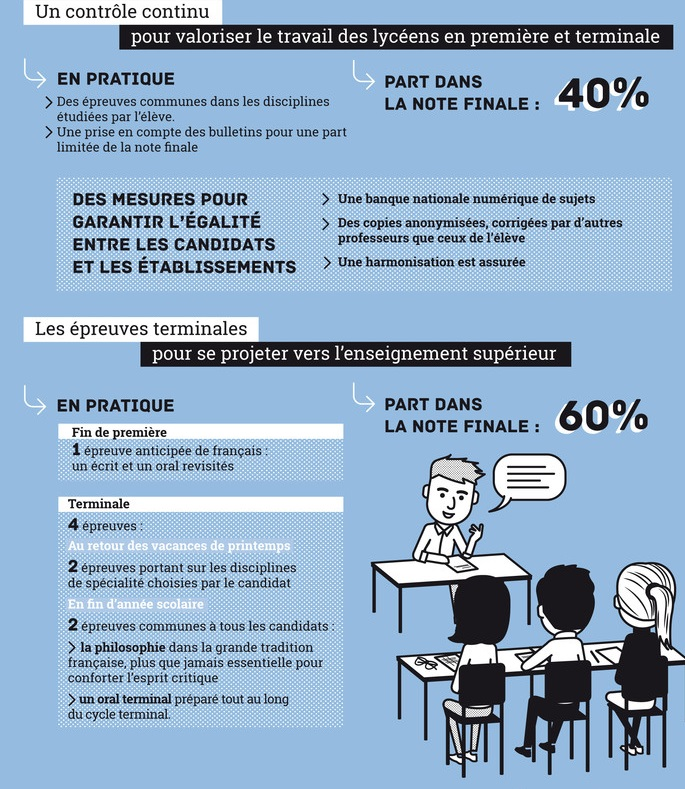 Un contrôle continu
pour valoriser le travail des lycéens en première et terminale
EN PRATIQUE
> Des épreuves communes dans les disciplines
étudiées par l'élève.
> Une prise en compte des bulletins pour une part
limitée de la note finale
PART DANS
LA NOTE FINALE : 40%
DES MESURES POUR
GARANTIR L'ÉGALITÉ
ENTRE LES CANDIDATS
ET LES ÉTABLISSEMENTS
> Une banque nationale numérique de sujets
> Des copies anonymisées, corrigées par d'autres
professeurs que ceux de l'élève
> Une harmonisation est assurée
Les épreuves terminales
pour se projeter vers l'enseignement supérieur
EN PRATIQUE
Fin de première
1 épreuve anticipée de français :
un écrit et un oral revisités
Terminale
4 épreuves :
Au retour des vacances de printemps
2 épreuves portant sur les disciplines
de spécialité choisies par le candidat
En fin d'année scolaire
2 épreuves communes à tous les candidats :
> la philosophie dans la grande tradition
française, plus que jamais essentielle pour
conforter l'esprit critique
> un oral terminal préparé tout au long
du cycle terminal.
PART DANS
LA NOTE FINALE : 60%